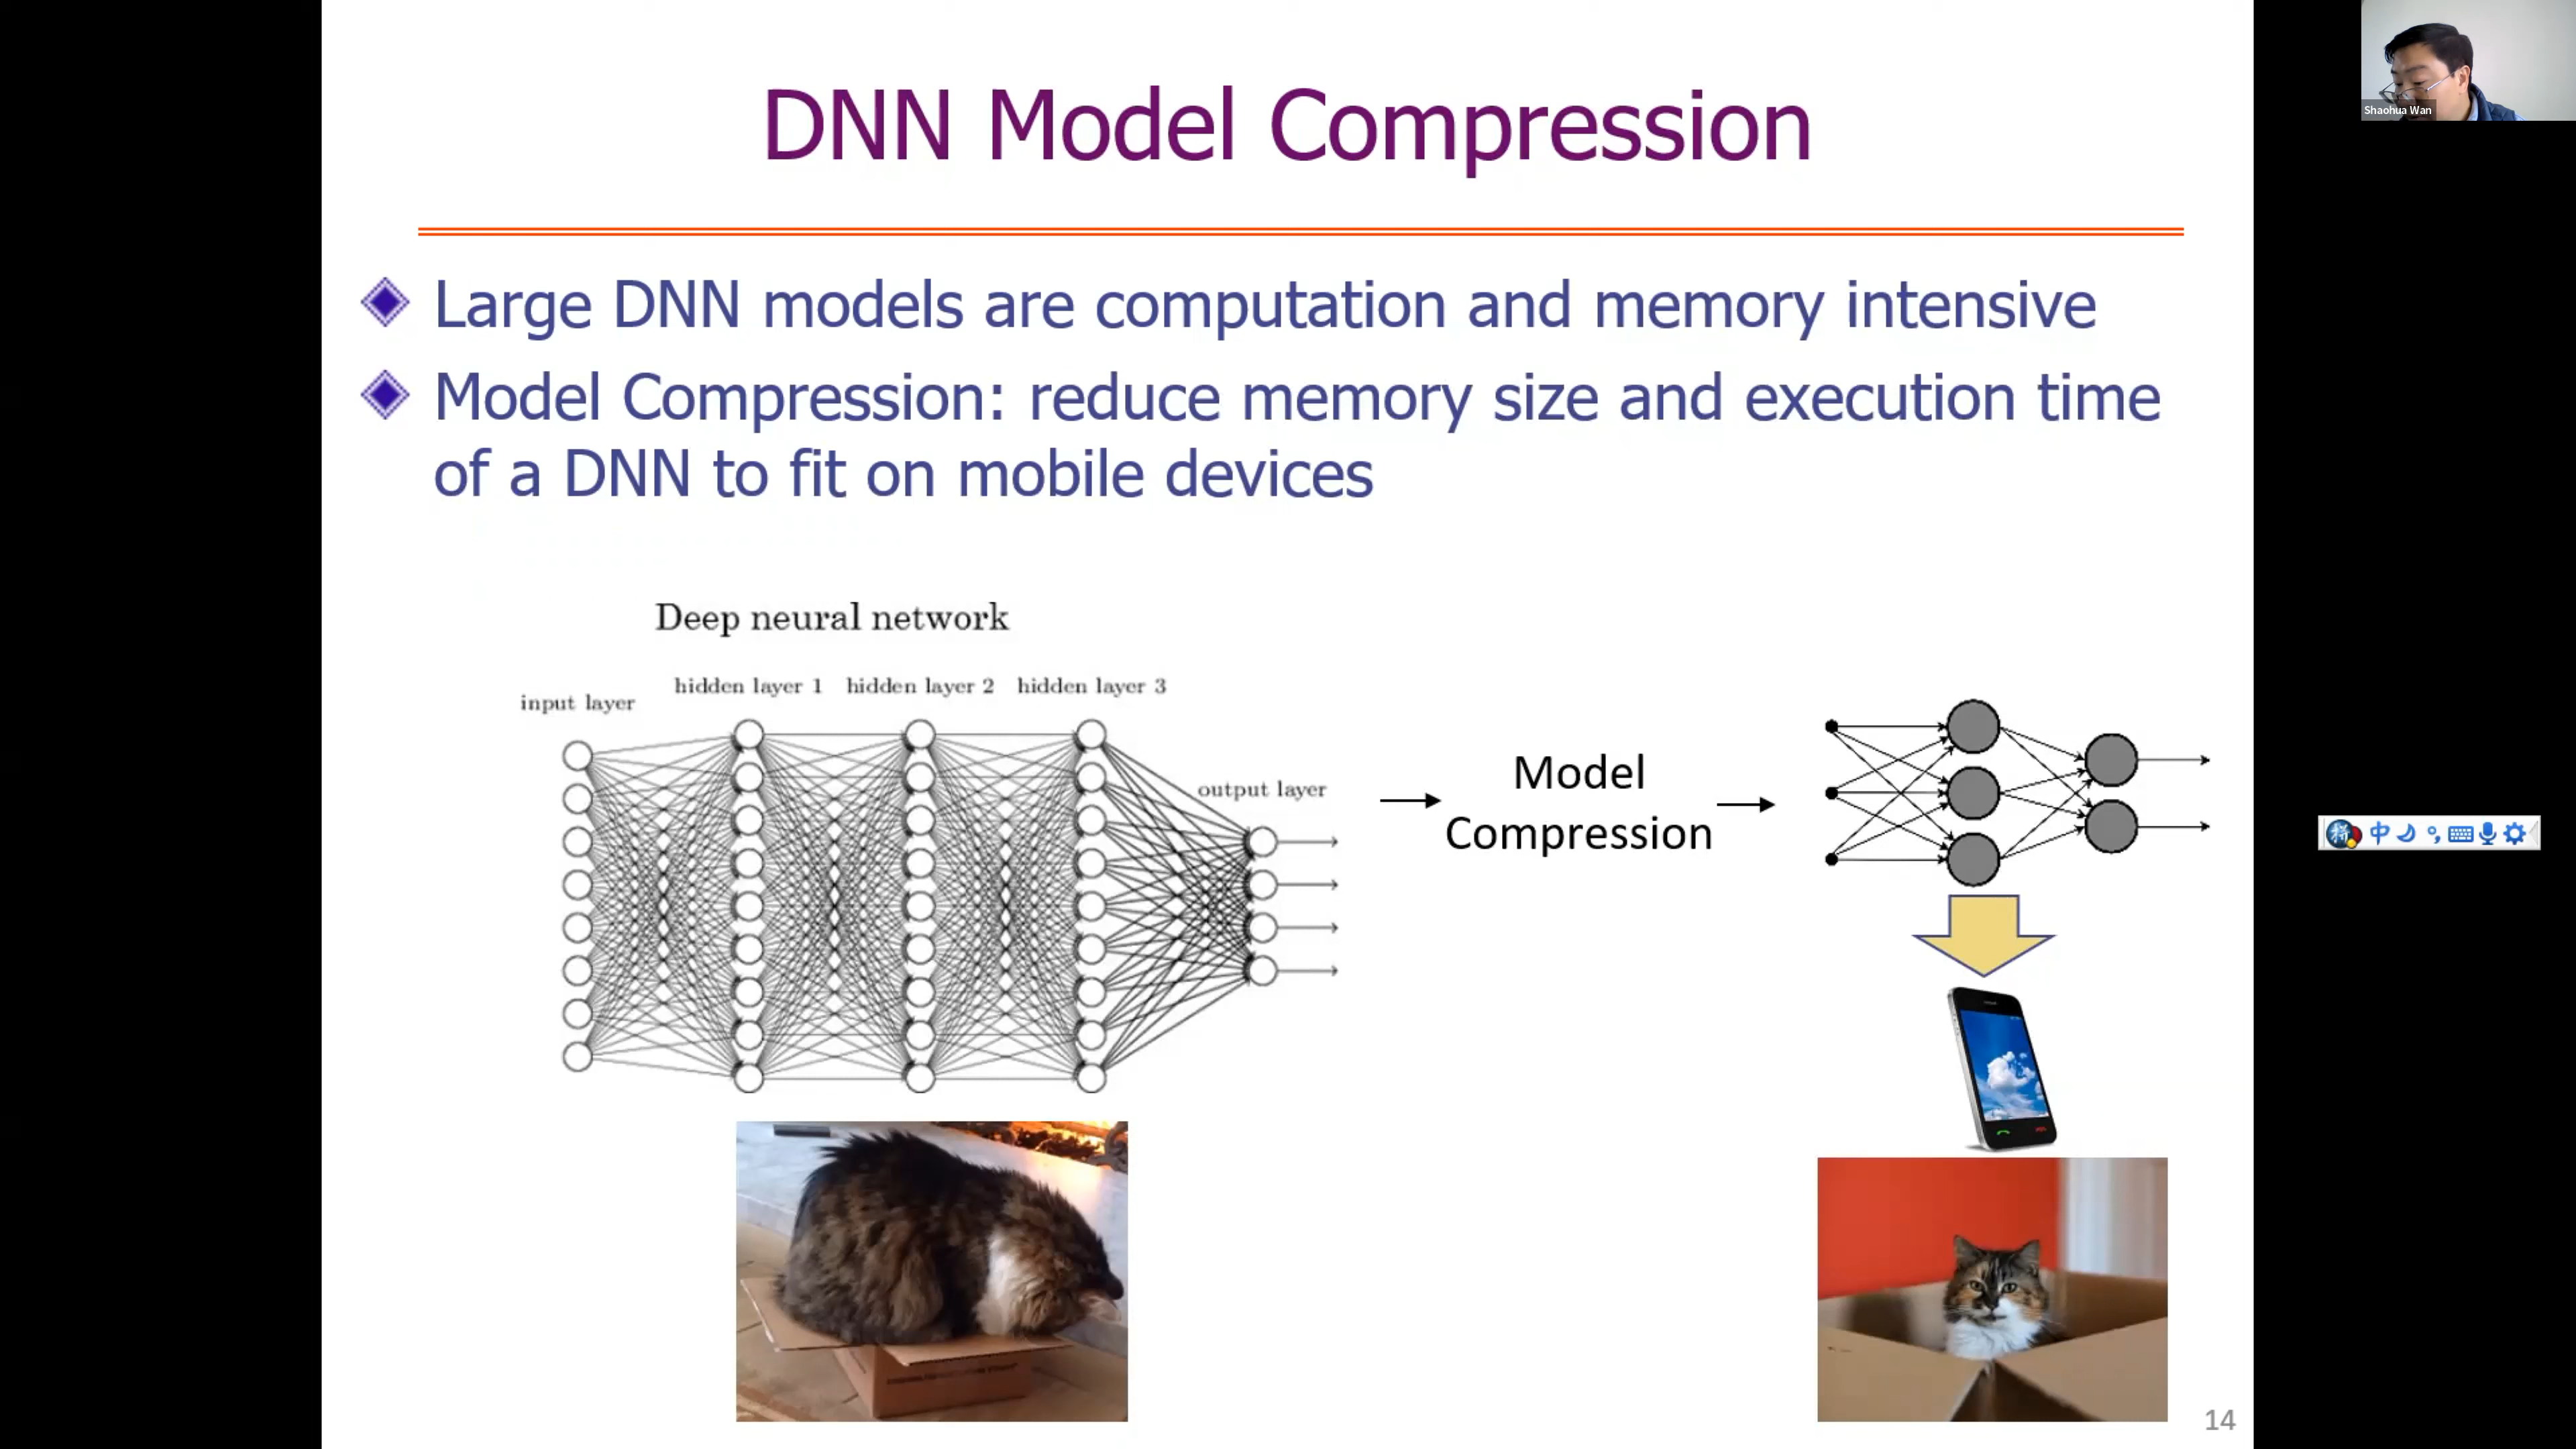 DNN Model Compression
Shaohua Wan
Large DNN models are computation and memory intensive
Model Compression: reduce memory size and execution time
of a DNN to fit on mobile devices
Deep neural network
input layer
hidden layer 1
hidden layer 2
hidden layer 3
output layer
Model
Compression
拼
中
14